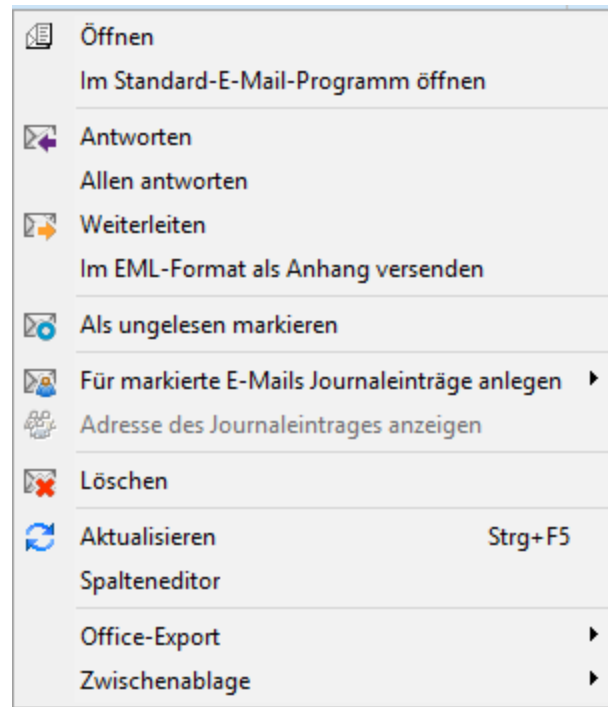 Öffnen
Im Standard-E-Mail-Programm öffnen
Antworten
Allen antworten
Weiterleiten
Im EML-Format als Anhang versenden
Als ungelesen markieren
Für markierte E-Mails Journaleinträge anlegen
Adresse des Journaleintrages anzeigen
Löschen
Aktualisieren Strg+F5
Spalteneditor
Office-Export
Zwischenablage